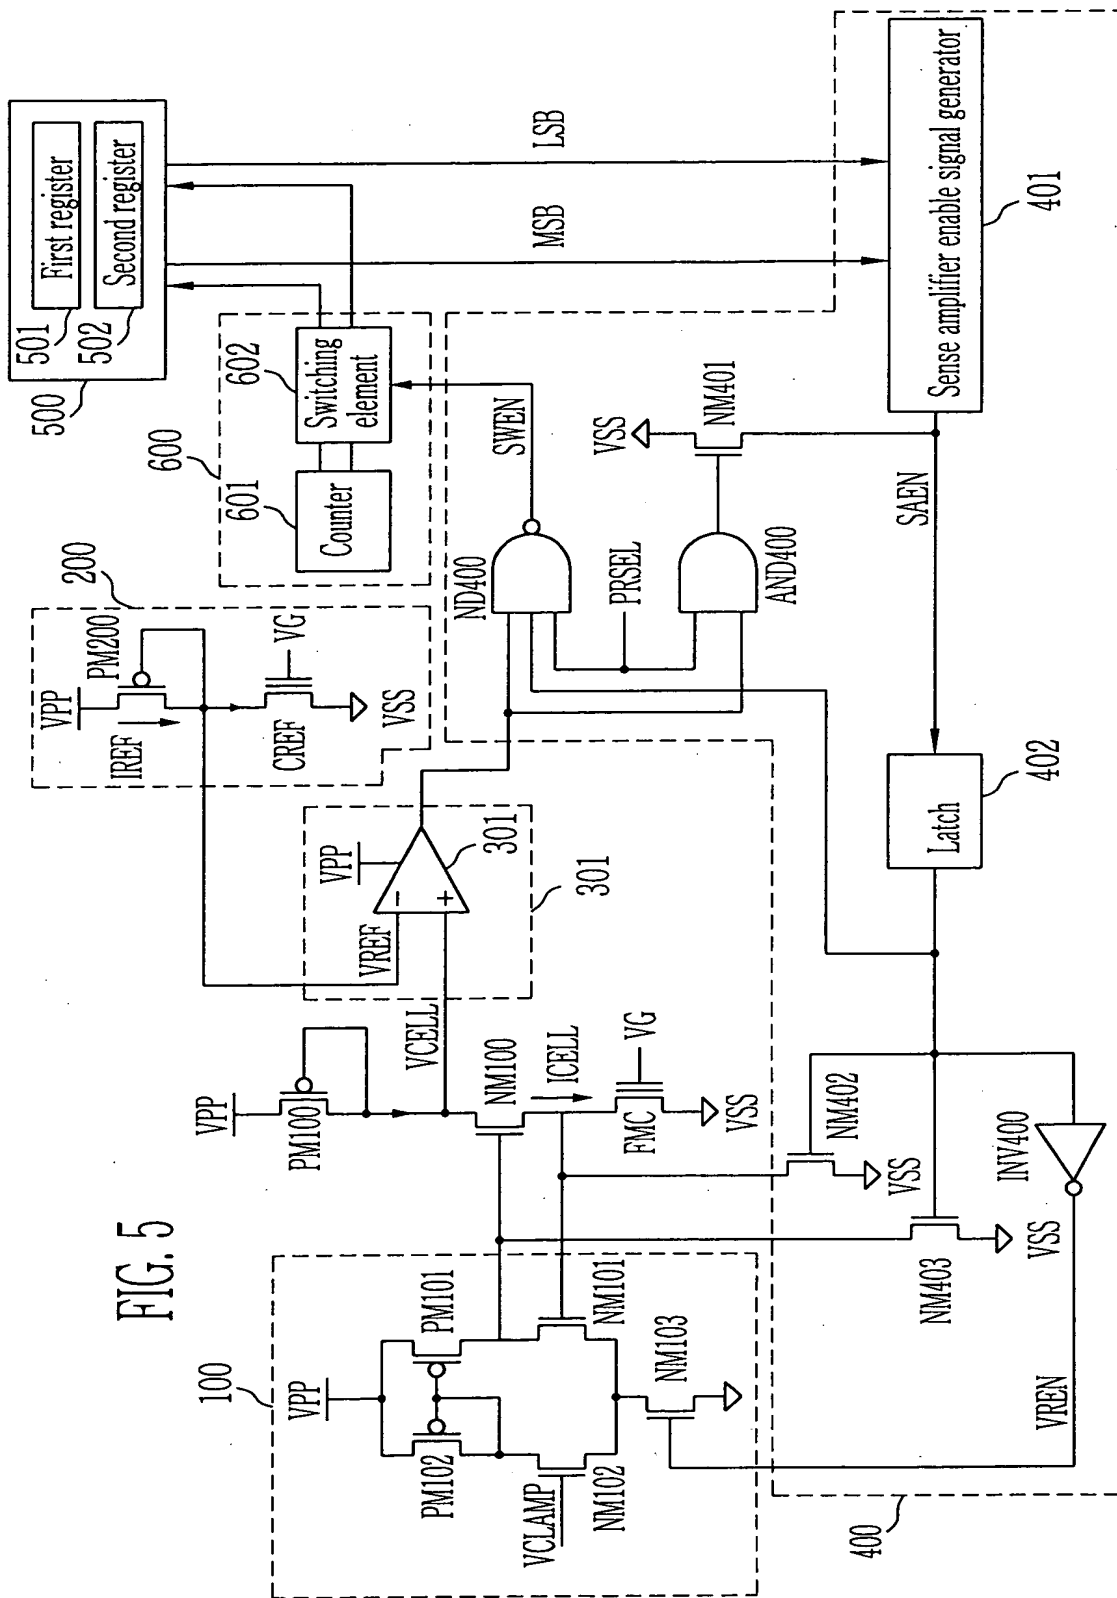 FIG. 5
100
VPP
PM102
PM101
VCLAMP
NM102
NM101
NM103
VPP
PM100
VCELL
NM100
ICELL
FMC
VG
VSS
VREF
VPP
301
301
200
VPP
PM200
IREF
VG
CREF
VSS
600
601
Counter
602
Switching
element
SWEN
500
501
First register
502
Second register
MSB
LSB
ND400
PRSEL
AND400
VSS
NM401
SAEN
Sense amplifier enable signal generator
401
Latch
402
NM402
VSS
NM403
VSS
INV400
VREN
400